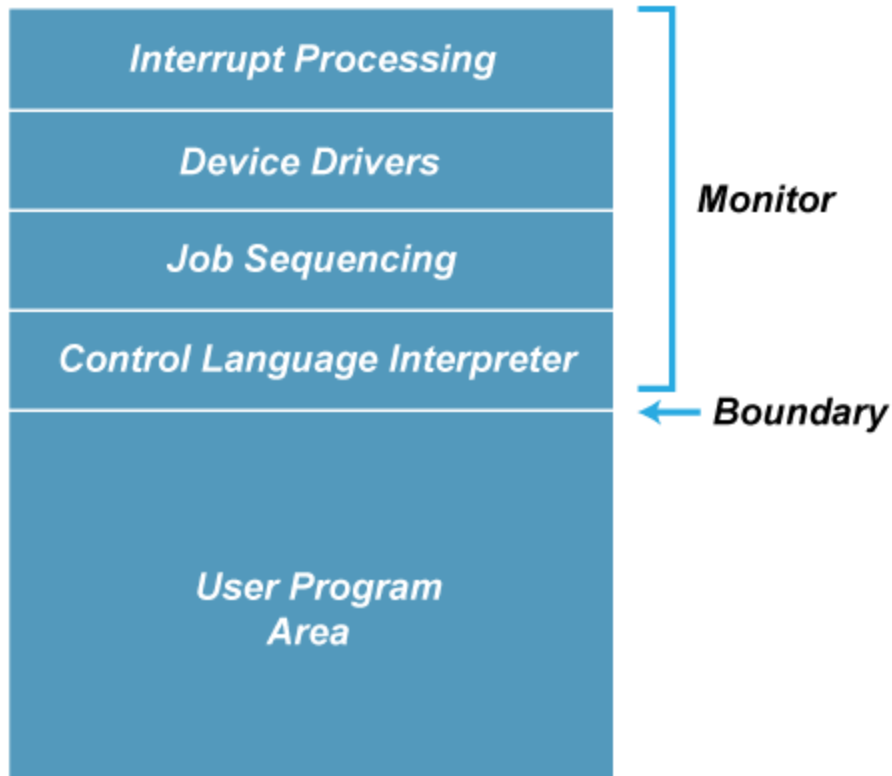 Interrupt Processing
Device Drivers
Monitor
Job Sequencing
Control Language Interpreter
Boundary
User Program
Area